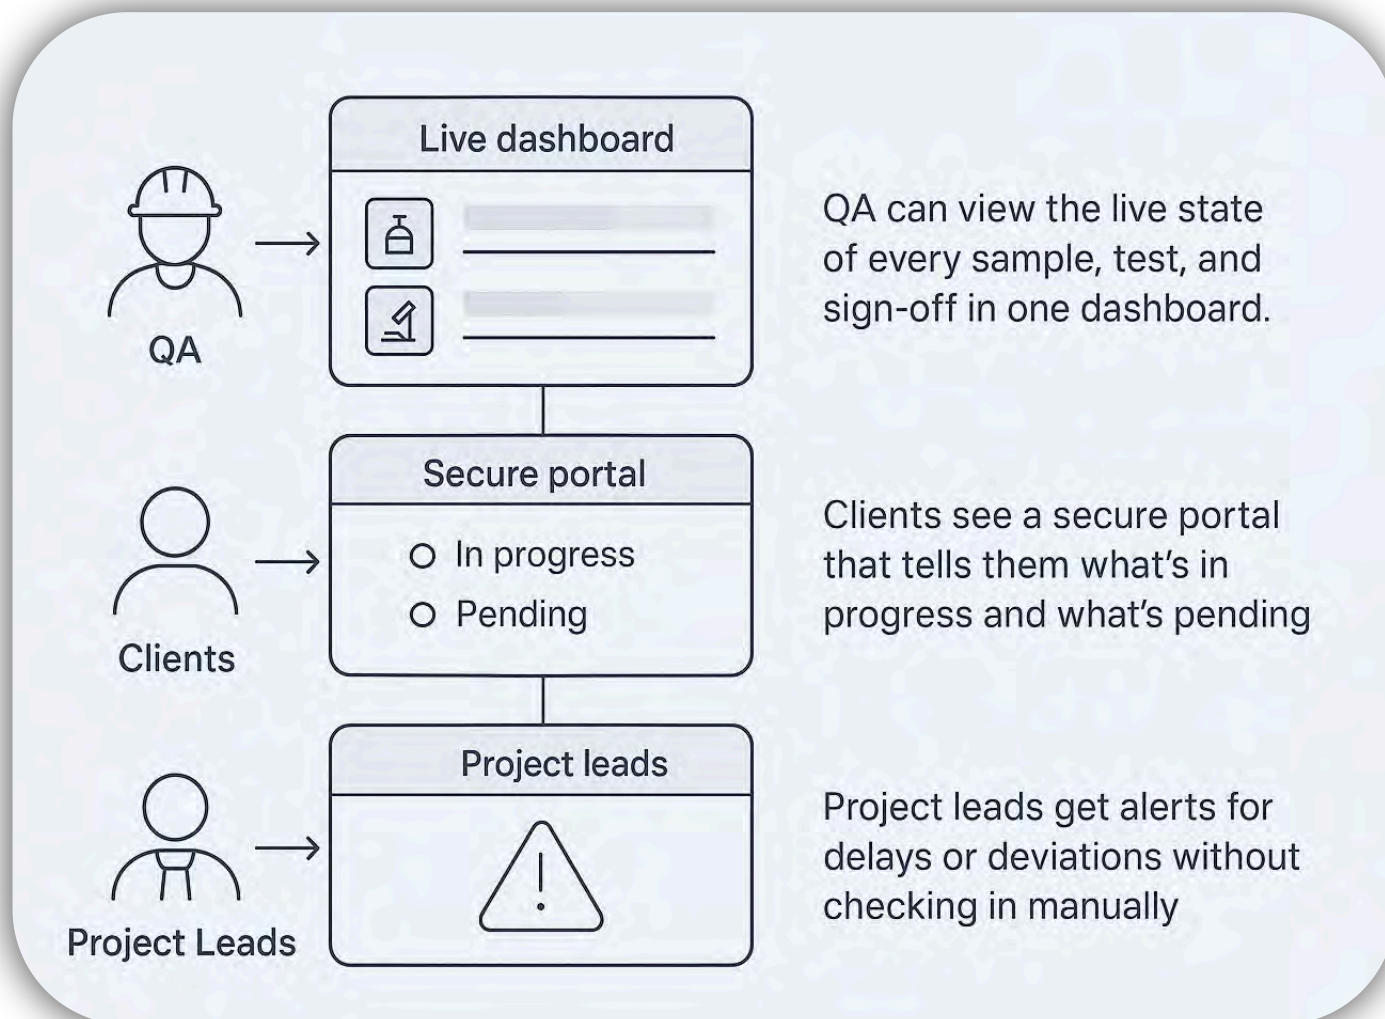 Live dashboard
QA
QA can view the live state
of every sample, test, and
sign-off in one dashboard.
Secure portal
In progress
Pending
Clients
Clients see a secure portal
that tells them what's in
progress and what's pending
Project leads
Project Leads
Project leads get alerts for
delays or deviations without
checking in manually